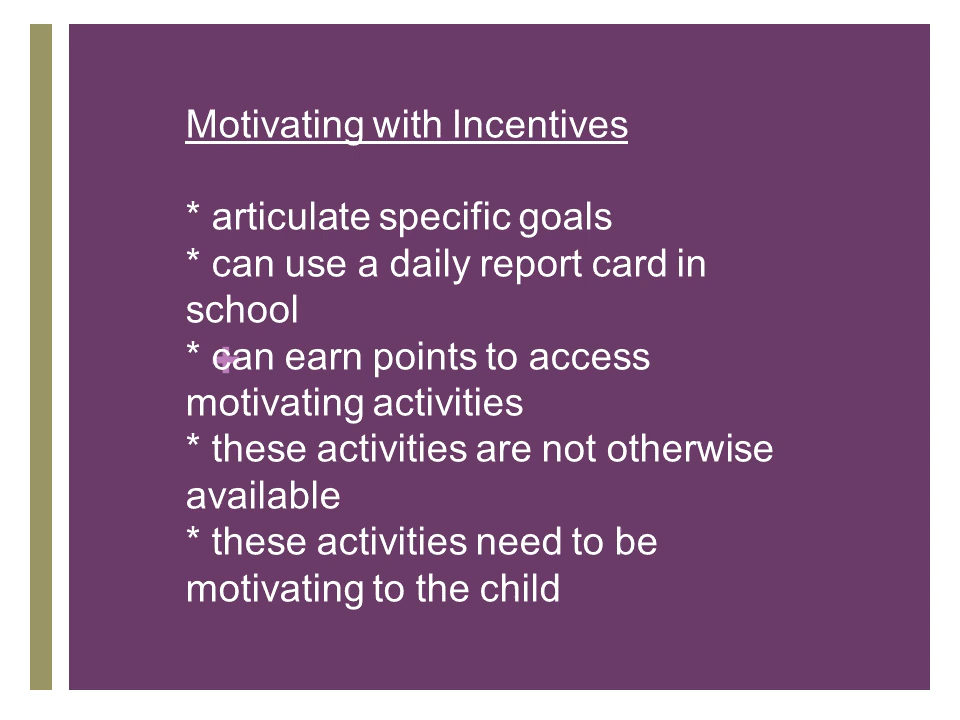 Motivating with Incentives
* articulate specific goals
* can use a daily report card in
school
* can earn points to access
motivating activities
* these activities are not otherwise
available
* these activities need to be
motivating to the child